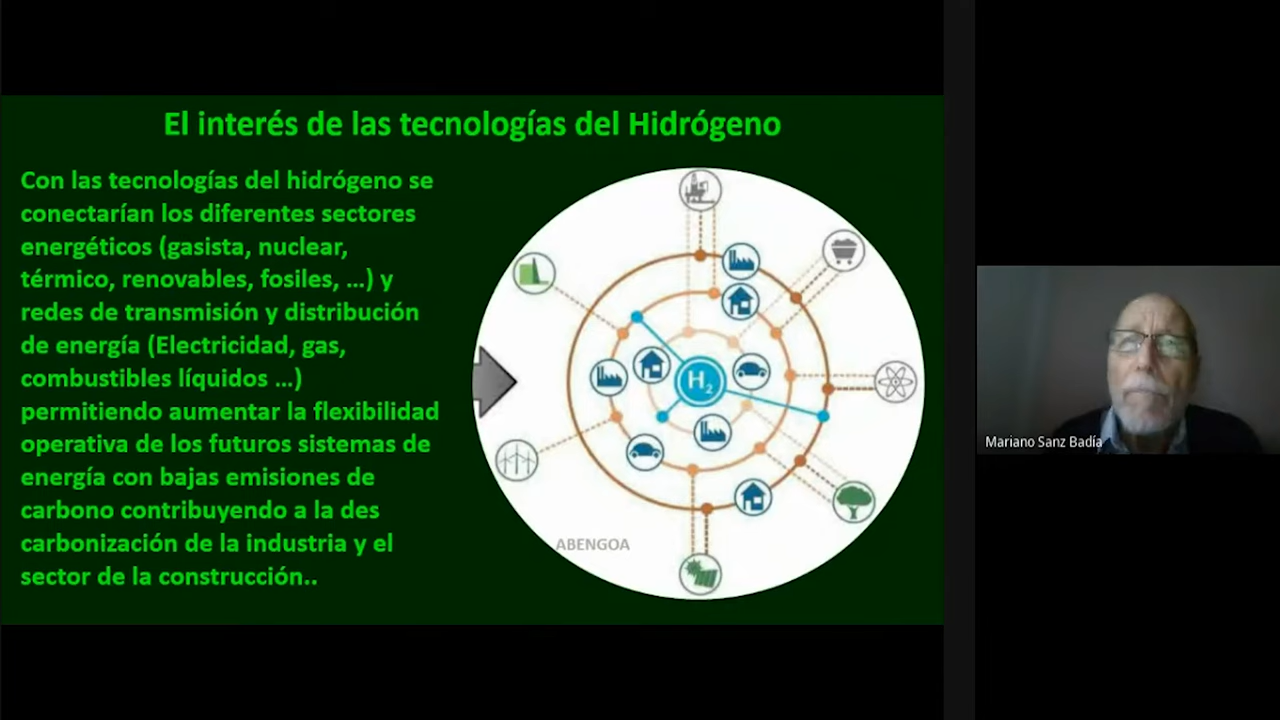 El interés de las tecnologías del Hidrógeno
Con las tecnologías del hidrógeno se
conectarían los diferentes sectores
energéticos (gasista, nuclear,
térmico, renovables, fosiles, ...) y
redes de transmisión y distribución
de energía (Electricidad, gas,
combustibles líquidos ...)
permitiendo aumentar la flexibilidad
operativa de los futuros sistemas de
energía con bajas emisiones de
carbono contribuyendo a la des
carbonización de la industria y el
sector de la construcción..
H2
ABENGOA
Mariano Sanz Badía